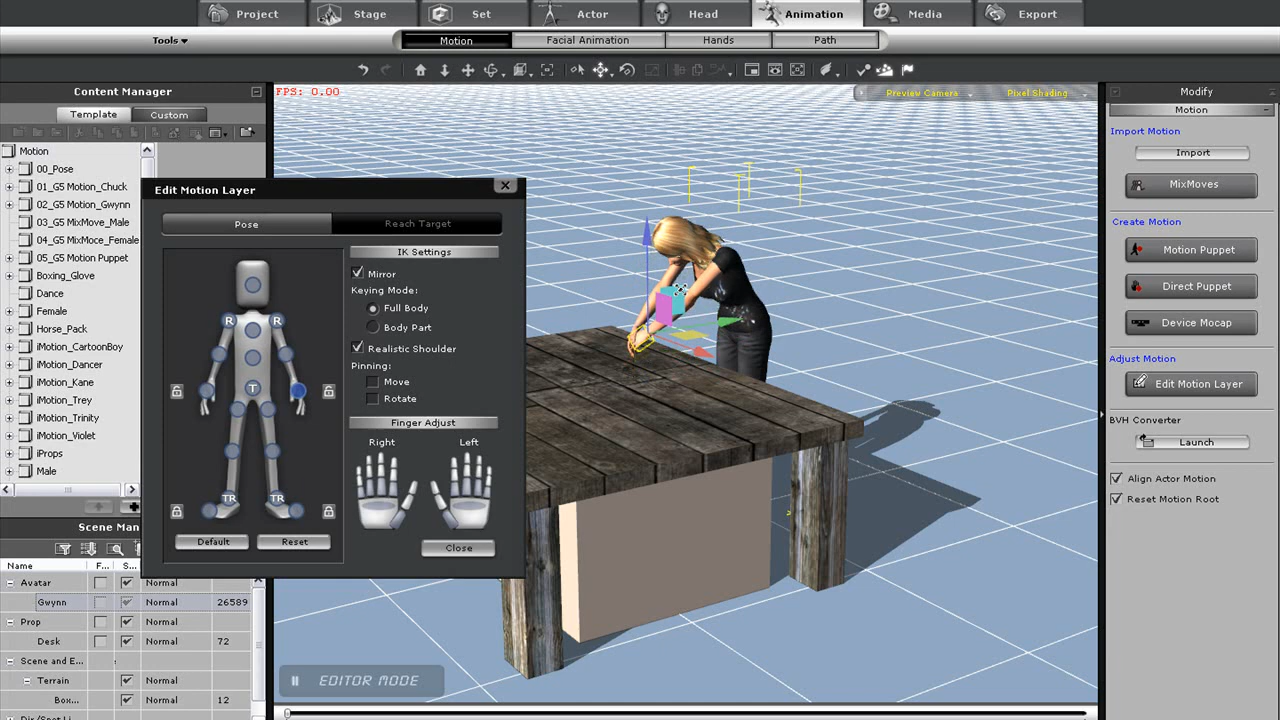 Project Stage Set Actor Head Animation Media Export
Tools
Motion Facial Animation Hands Path
Content Manager
Template Custom
Motion
00_Pose
01_G5 Motion_Chuck
02_G5 Motion_Gwynn
03_G5 MixMove_Male
04_G5 MixMoce_Female
05_G5 Motion Puppet
Boxing_Glove
Dance
Female
Horse_Pack
iMotion_CartoonBoy
iMotion_Dancer
iMotion_Kane
iMotion_Trey
iMotion_Trinity
iMotion_Violet
iProps
Male
Scene Man
Name F... S...
Avatar Normal
Gwynn Normal 26589
Prop Normal
Desk Normal 72
Scene and E...
Terrain Normal
Box... Normal 12
Edit Motion Layer
Pose Reach Target
R R
T
TR TR
Default Reset
IK Settings
Mirror
Keying Mode:
Full Body
Body Part
Realistic Shoulder
Pinning:
Move
Rotate
Finger Adjust
Right Left
Close
FPS: 0.00
Preview Camera Pixel Shading
EDITOR MODE
Modify
Motion
Import Motion
Import
MixMoves
Create Motion
Motion Puppet
Direct Puppet
Device Mocap
Adjust Motion
Edit Motion Layer
BVH Converter
Launch
Align Actor Motion
Reset Motion Root